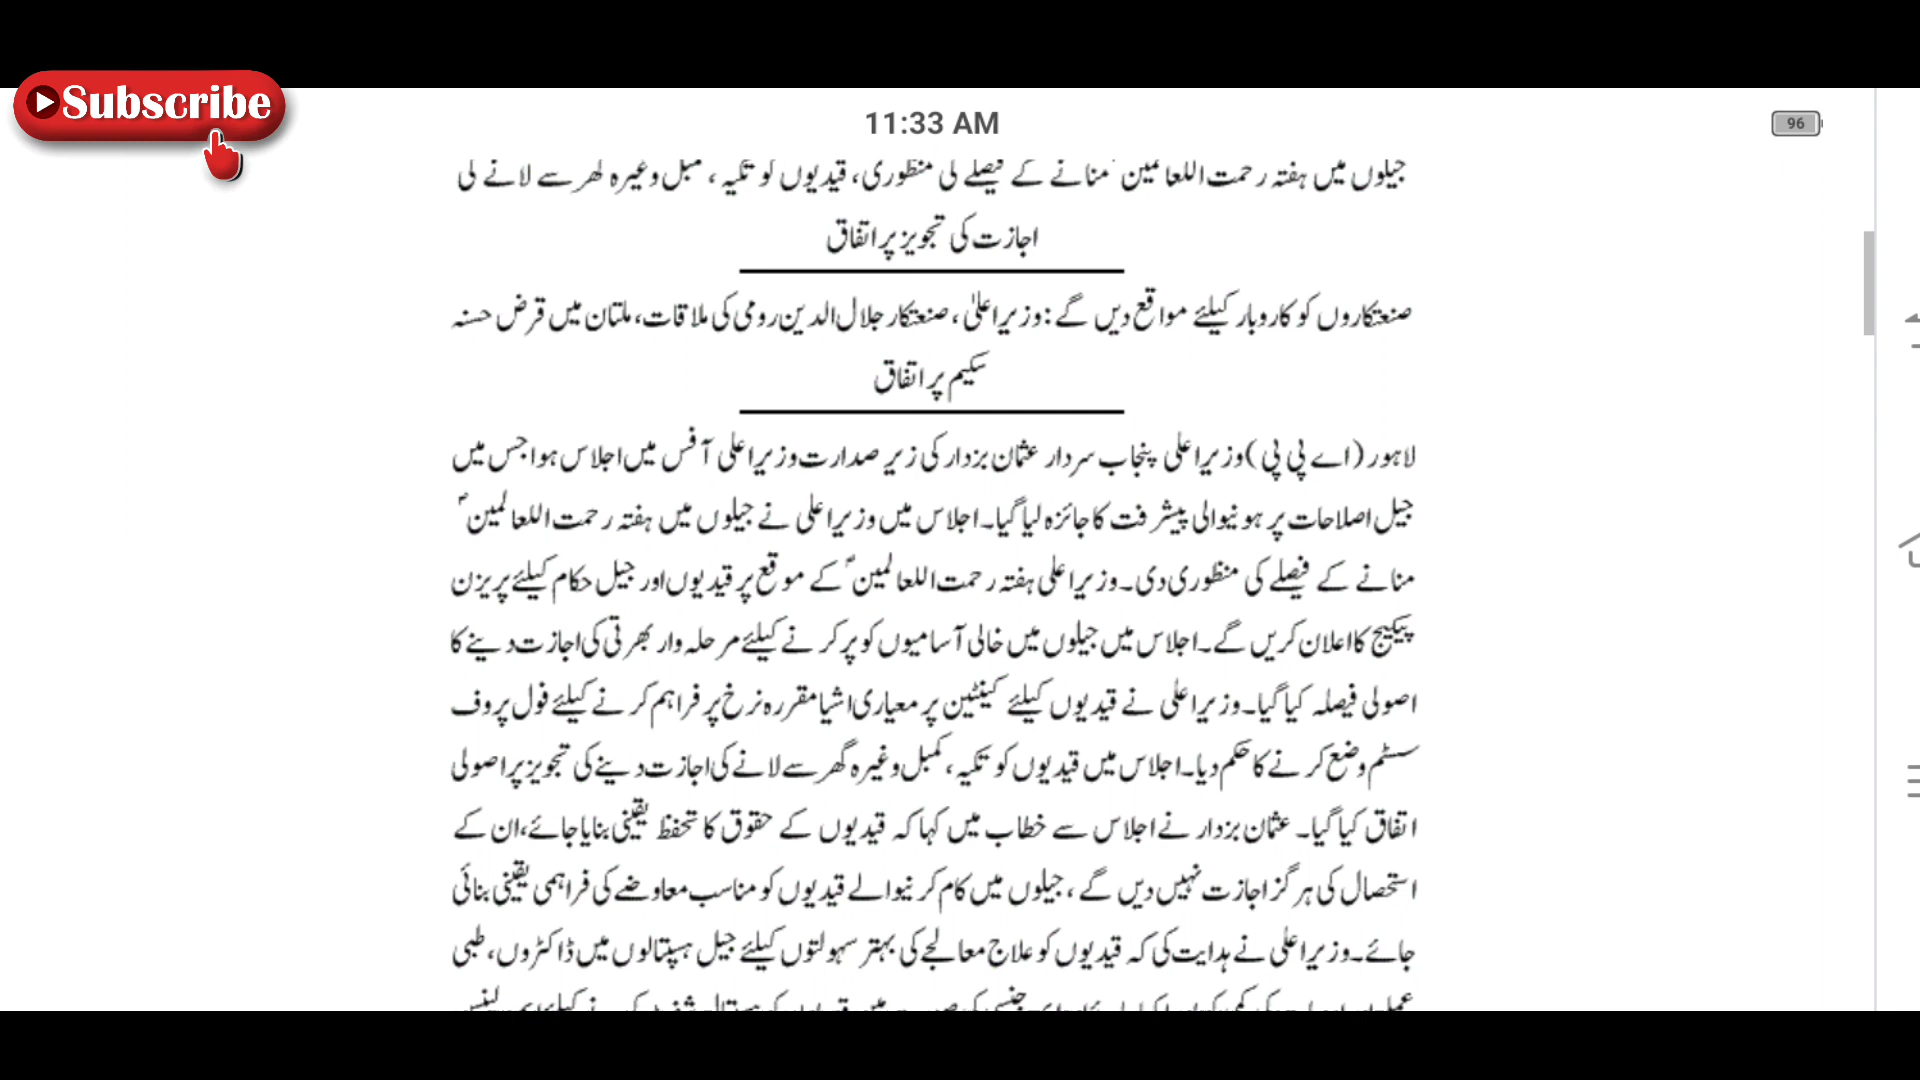 Subscribe
11:33 AM
96
جیلوں میں ہفتہ رحمت اللعالمین منانے کے فیصلے کی منظوری، قیدیوں کو تکیہ، کمبل وغیرہ گھر سے لانے کی
اجازت کی تجویز پر اتفاق
صنعتکاروں کو کاروبار کیلئے مواقع دیں گے: وزیراعلیٰ، صنعتکار جلال الدین رومی کی ملاقات، ملتان میں قرض حسنہ
سکیم پر اتفاق
لاہور (اے پی پی) وزیراعلی پنجاب سردار عثمان بزدار کی زیر صدارت وزیراعلی آفس میں اجلاس ہوا جس میں
جیل اصلاحات پر ہونیوالی پیشرفت کا جائزہ لیا گیا۔ اجلاس میں وزیراعلی نے جیلوں میں ہفتہ رحمت اللعالمینؐ
منانے کے فیصلے کی منظوری دی۔ وزیراعلی ہفتہ رحمت اللعالمینؐ کے موقع پر قیدیوں اور جیل حکام کیلئے پریزن
پیکیج کا اعلان کریں گے۔ اجلاس میں جیلوں میں خالی آسامیوں کو پر کرنے کیلئے مرحلہ وار بھرتی کی اجازت دینے کا
اصولی فیصلہ کیا گیا۔ وزیراعلیٰ نے قیدیوں کیلئے کینٹین پر معیاری اشیا مقررہ نرخ پر فراہم کرنے کیلئے فول پروف
سسٹم وضع کرنے کا حکم دیا۔ اجلاس میں قیدیوں کو تکیہ، کمبل وغیرہ گھر سے لانے کی اجازت دینے کی تجویز پر اصولی
اتفاق کیا گیا۔ عثمان بزدار نے اجلاس سے خطاب میں کہا کہ قیدیوں کے حقوق کا تحفظ یقینی بنایا جائے، ان کے
استحصال کی ہرگز اجازت نہیں دیں گے، جیلوں میں کام کرنیوالے قیدیوں کو مناسب معاوضے کی فراہمی یقینی بنائی
جائے۔ وزیراعلیٰ نے ہدایت کی کہ قیدیوں کو علاج معالجے کی بہتر سہولتوں کیلئے جیل ہسپتالوں میں ڈاکٹروں، طبی